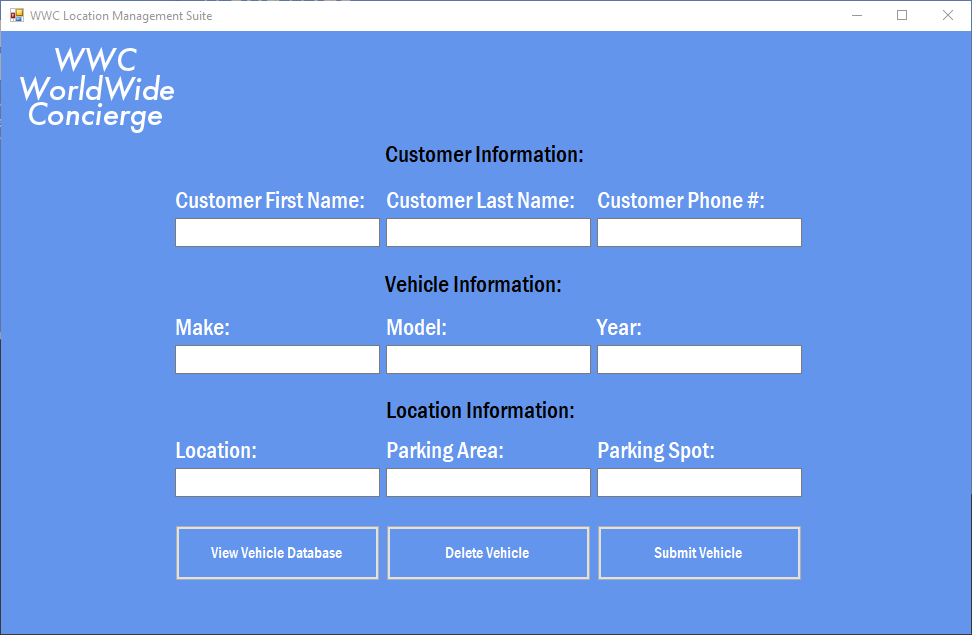 WWC Location Management Suite
WWC
WorldWide
Concierge
Customer Information:
Customer First Name: Customer Last Name: Customer Phone #:
Vehicle Information:
Make: Model: Year:
Location Information:
Location: Parking Area: Parking Spot:
View Vehicle Database Delete Vehicle Submit Vehicle